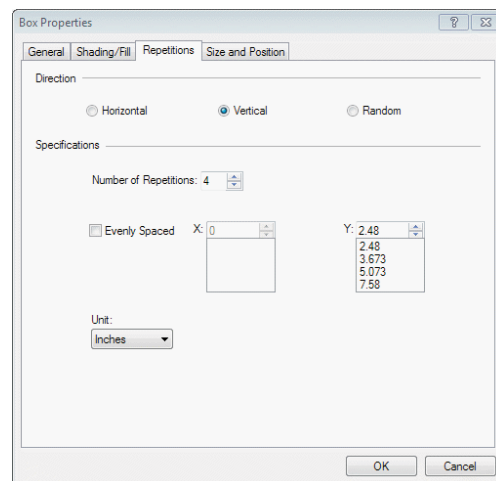 Box Properties
General Shading/Fill Repetitions Size and Position
Direction
Horizontal Vertical Random
Specifications
Number of Repetitions: 4
Evenly Spaced X: 0 Y: 2.48
2.48
3.673
5.073
7.58
Unit:
Inches
OK Cancel